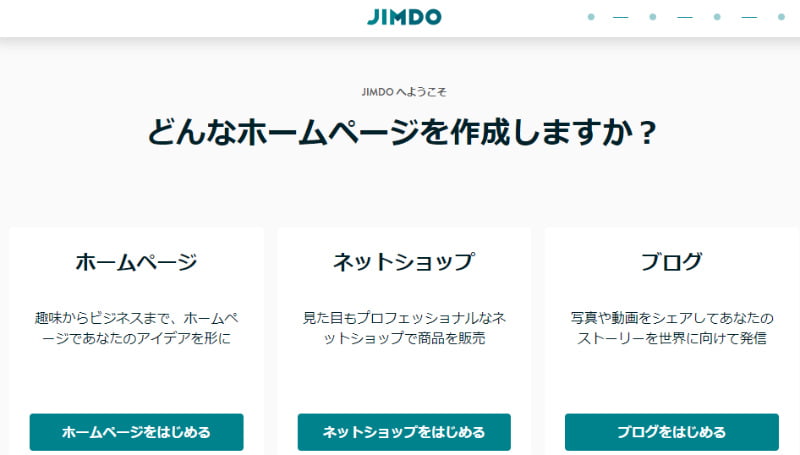 JIMDO
JIMDO へようこそ
どんなホームページを作成しますか？
ホームページ
趣味からビジネスまで、ホームペ
ージであなたのアイデアを形に
ホームページをはじめる
ネットショップ
見た目もプロフェッショナルなネ
ットショップで商品を販売
ネットショップをはじめる
ブログ
写真や動画をシェアしてあなたの
ストーリーを世界に向けて発信
ブログをはじめる